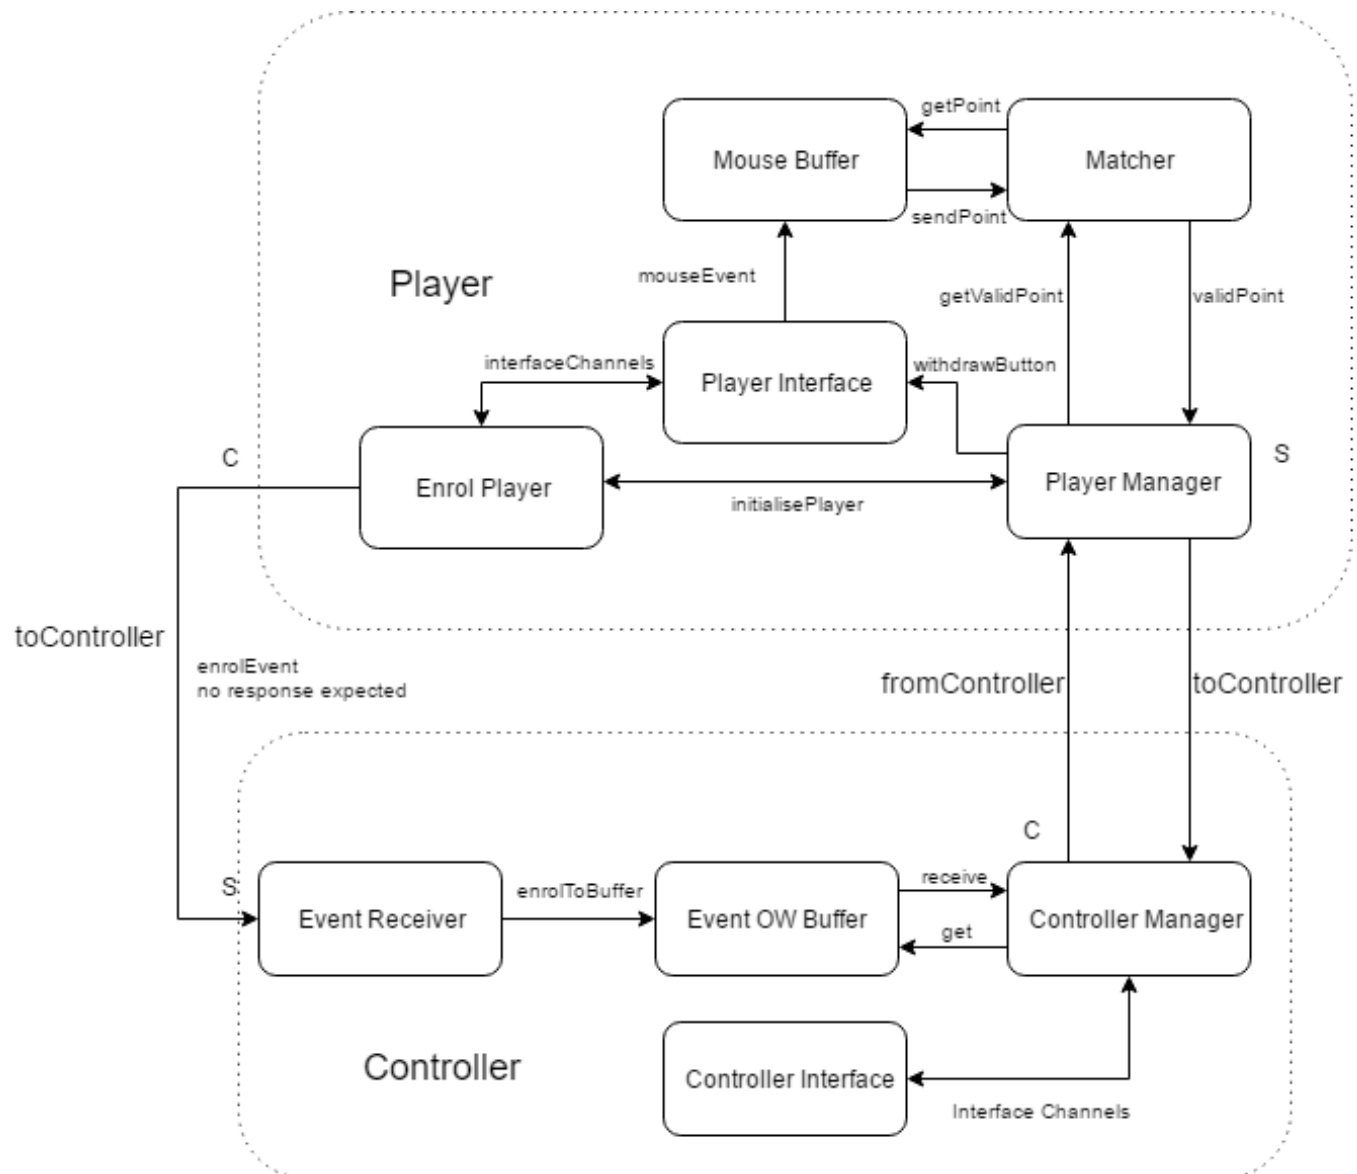 getPoint
Mouse Buffer
Matcher
sendPoint
Player
mouseEvent
getValidPoint
validPoint
interfaceChannels
Player Interface
withdrawButton
C
Enrol Player
initialisePlayer
Player Manager
S
toController
enrolEvent
no response expected
fromController
toController
C
S
Event Receiver
enrolToBuffer
Event OW Buffer
receive
get
Controller Manager
Controller
Controller Interface
Interface Channels